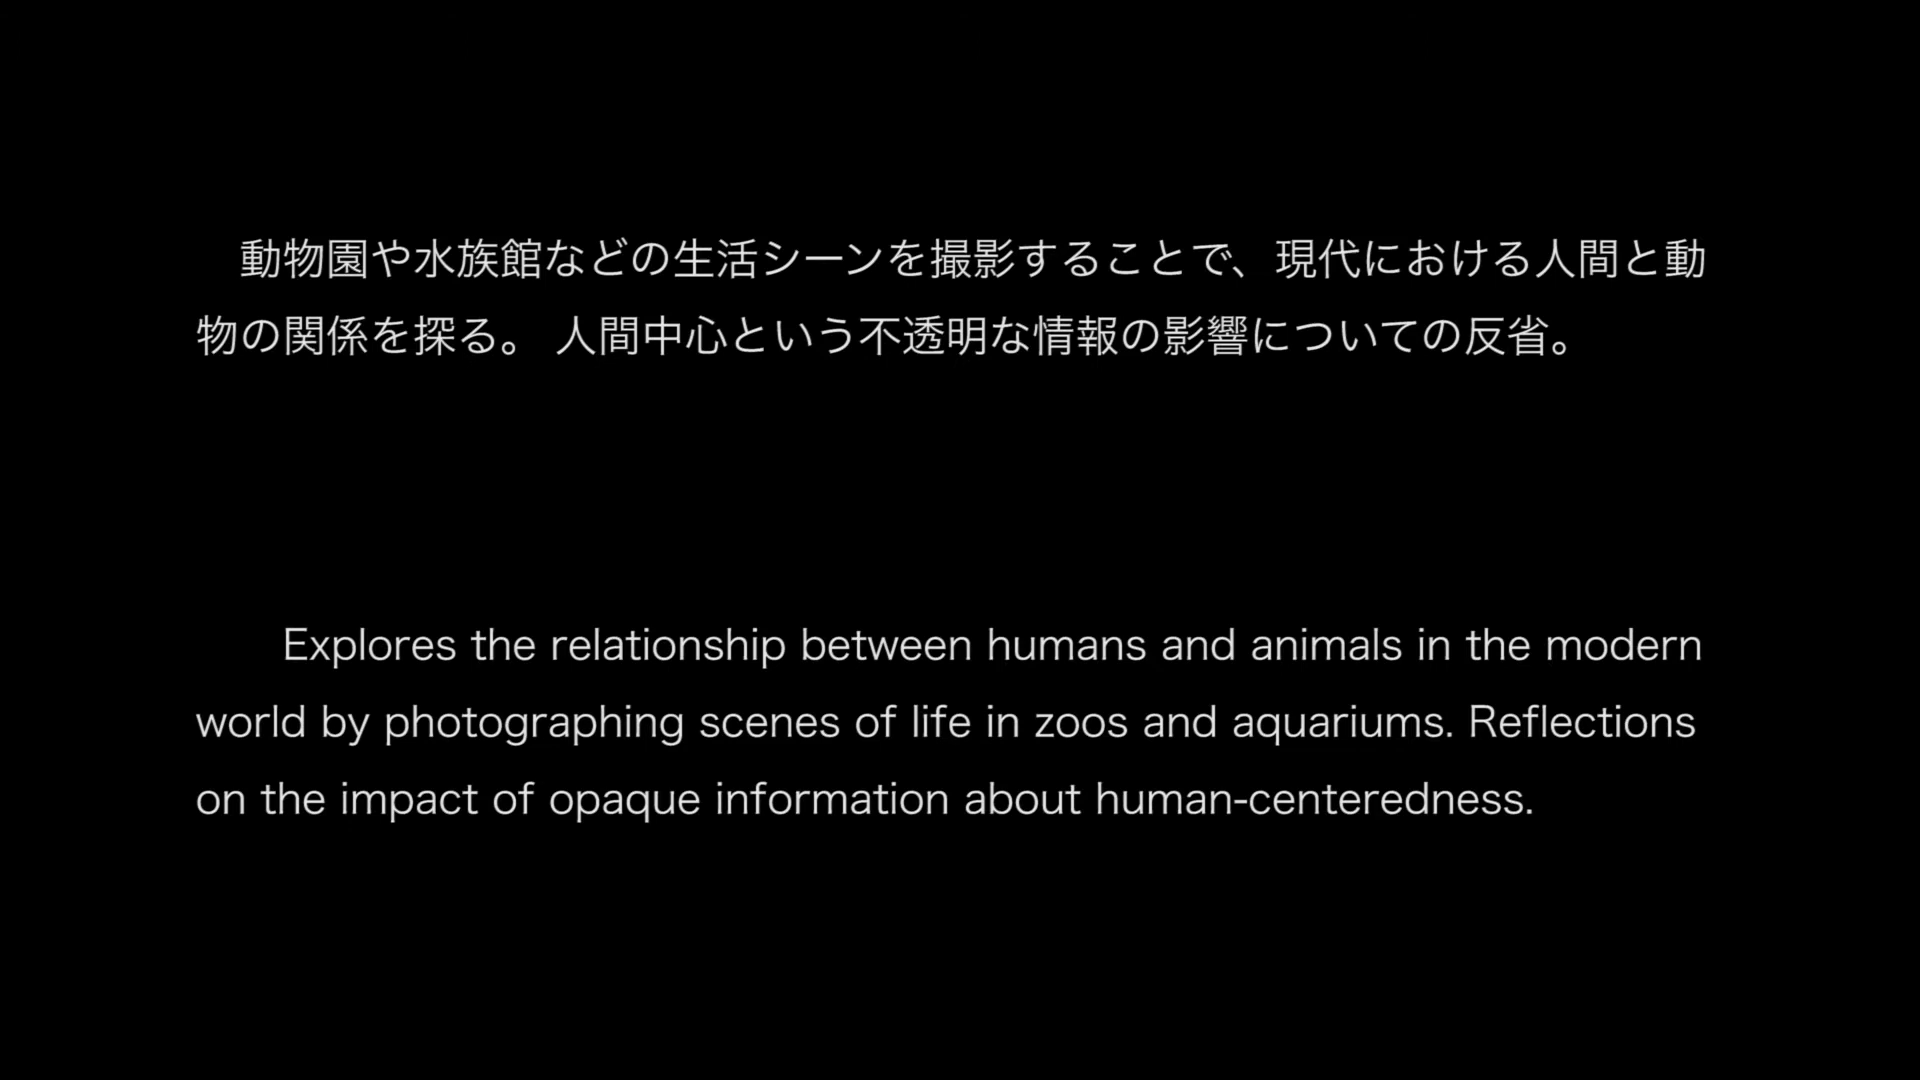 動物園や水族館などの生活シーンを撮影することで、現代における人間と動
物の関係を探る。 人間中心という不透明な情報の影響についての反省。
Explores the relationship between humans and animals in the modern
world by photographing scenes of life in zoos and aquariums. Reflections
on the impact of opaque information about human-centeredness.